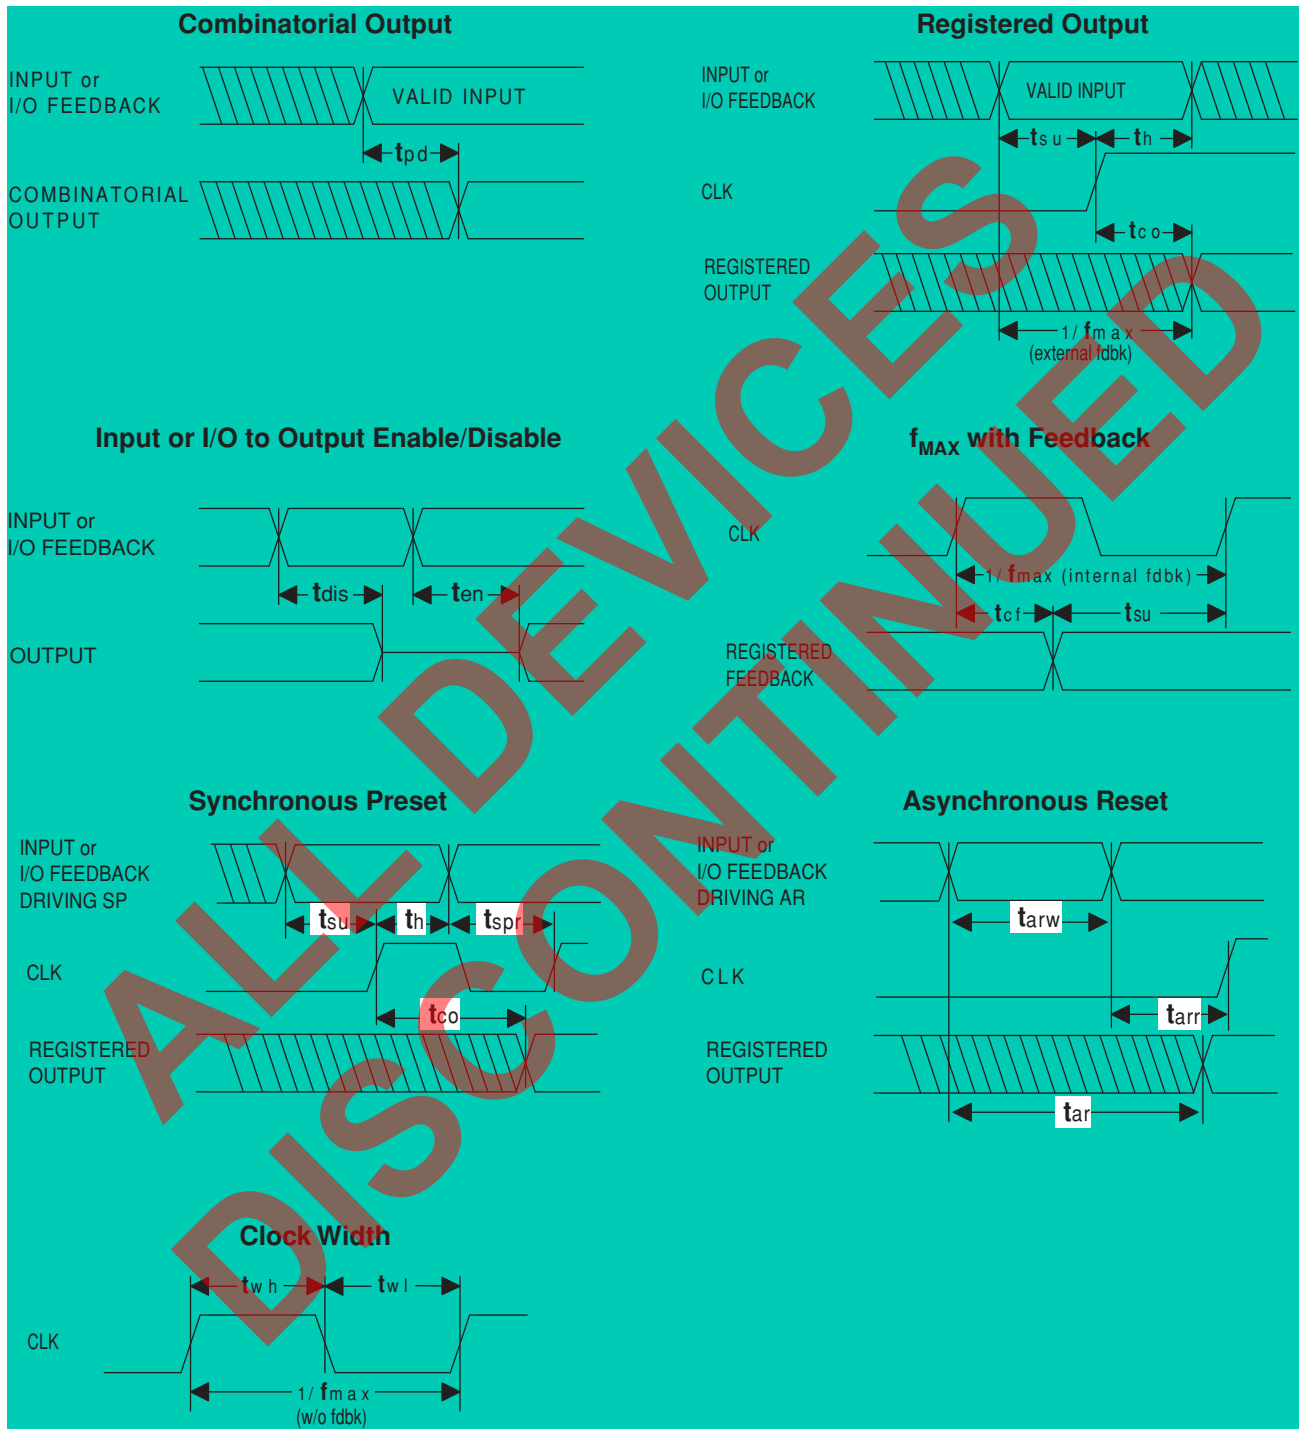 Combinatorial Output
INPUT or
I/O FEEDBACK
VALID INPUT
tpd
COMBINATORIAL
OUTPUT
Registered Output
INPUT or
I/O FEEDBACK
VALID INPUT
tsu
th
CLK
tco
REGISTERED
OUTPUT
1/ fmax
(external fdbk)
Input or I/O to Output Enable/Disable
INPUT or
I/O FEEDBACK
tdis
ten
OUTPUT
fMAX with Feedback
CLK
1/ fmax (internal fdbk)
tcf
tsu
REGISTERED
FEEDBACK
Synchronous Preset
INPUT or
I/O FEEDBACK
DRIVING SP
tsu
th
tspr
CLK
tco
REGISTERED
OUTPUT
Asynchronous Reset
INPUT or
I/O FEEDBACK
DRIVING AR
tarw
CLK
tarr
REGISTERED
OUTPUT
tar
Clock Width
twh
twl
CLK
1/ fmax
(w/o fdbk)
ALL DEVICES
DISCONTINUED